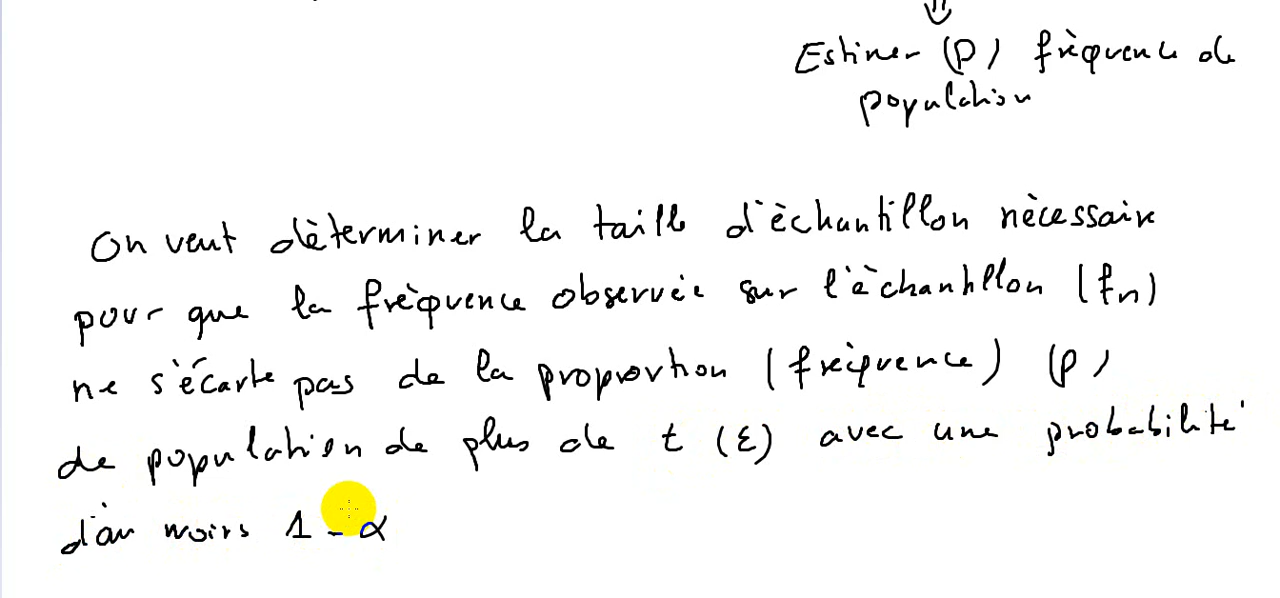 Estimer (p) fréquence de
population
On veut déterminer la taille d'échantillon nécessaire
pour que la fréquence observée sur l'échantillon (fn)
ne s'écarte pas de la proportion (fréquence) (p)
de population de plus de t (ε) avec une probabilité
d'au moins 1 - α